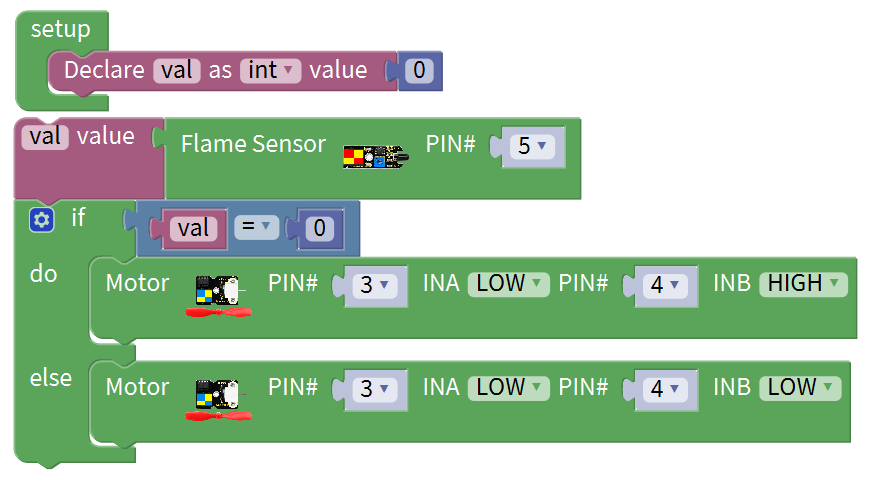 setup
Declare val as int value 0
val value Flame Sensor PIN# 5
if val = 0
do Motor PIN# 3 INA LOW PIN# 4 INB HIGH
else Motor PIN# 3 INA LOW PIN# 4 INB LOW